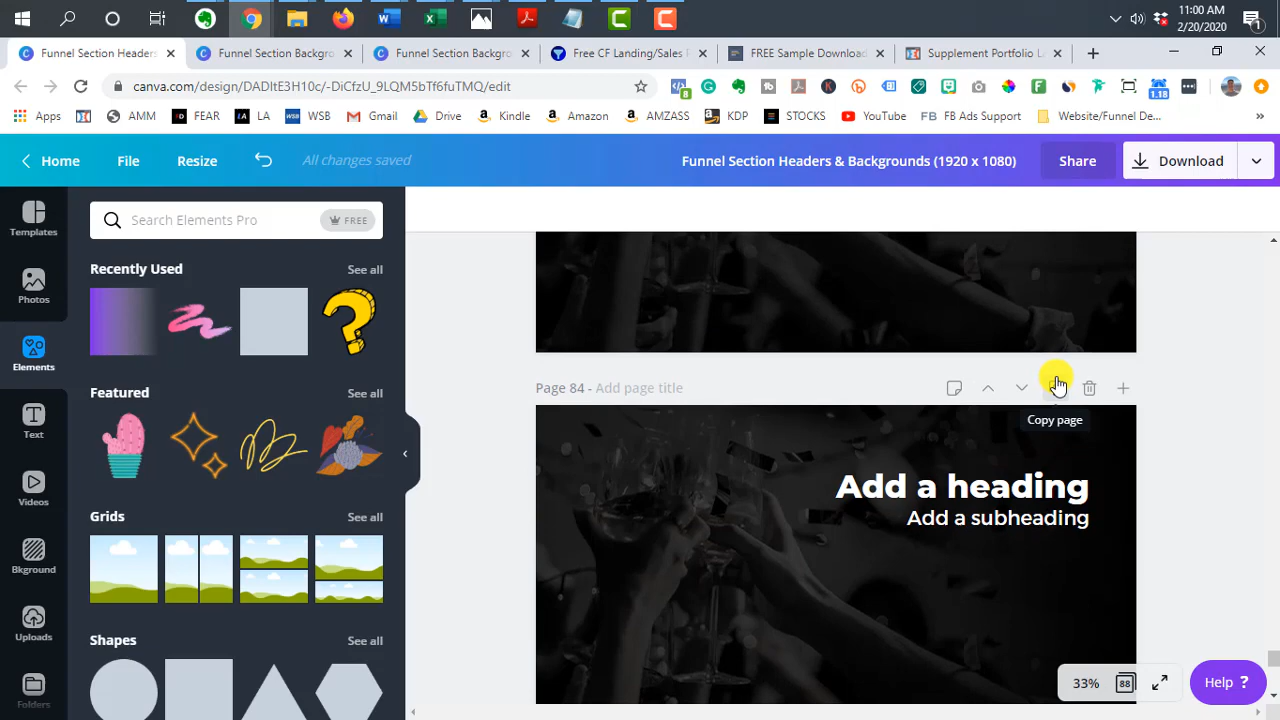 11:00 AM
2/20/2020
Funnel Section Headers
Funnel Section Backgro
Funnel Section Backgro
Free CF Landing/Sales P
FREE Sample Download
Supplement Portfolio L
canva.com/design/DADItE3H10c/-DiCfzU_9LQM5bTf6fuTMQ/edit
8
1.18
Apps
AMM
FEAR
LA
WSB
Gmail
Drive
Kindle
Amazon
AMZASS
KDP
STOCKS
YouTube
FB Ads Support
Website/Funnel De...
Home
File
Resize
All changes saved
Funnel Section Headers & Backgrounds (1920 x 1080)
Share
Download
Templates
Photos
Elements
Text
Videos
Bkground
Uploads
Folders
Search Elements Pro
FREE
Recently Used
See all
Featured
See all
Grids
See all
Shapes
See all
Page 84 - Add page title
Copy page
Add a heading
Add a subheading
33%
88
Help ?